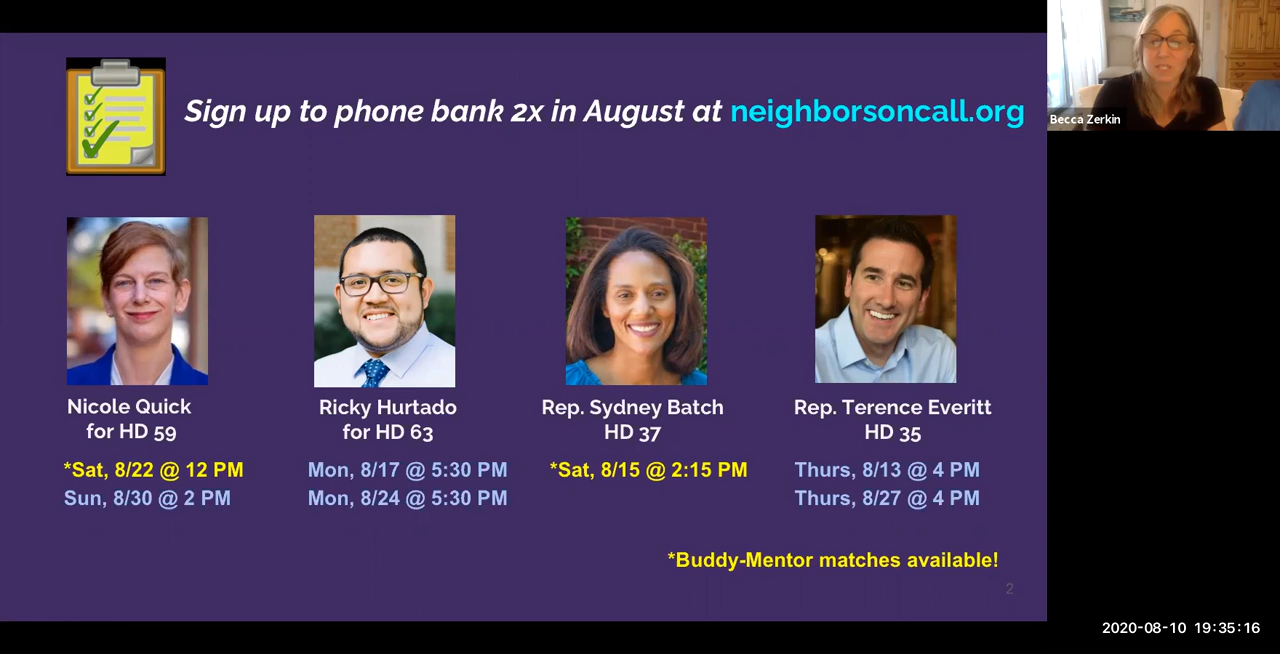 Sign up to phone bank 2x in August at neighborsoncall.org
Becca Zerkin
Nicole Quick
for HD 59
*Sat, 8/22 @ 12 PM
Sun, 8/30 @ 2 PM
Ricky Hurtado
for HD 63
Mon, 8/17 @ 5:30 PM
Mon, 8/24 @ 5:30 PM
Rep. Sydney Batch
HD 37
*Sat, 8/15 @ 2:15 PM
Rep. Terence Everitt
HD 35
Thurs, 8/13 @ 4 PM
Thurs, 8/27 @ 4 PM
*Buddy-Mentor matches available!
2
2020-08-10 19:35:16